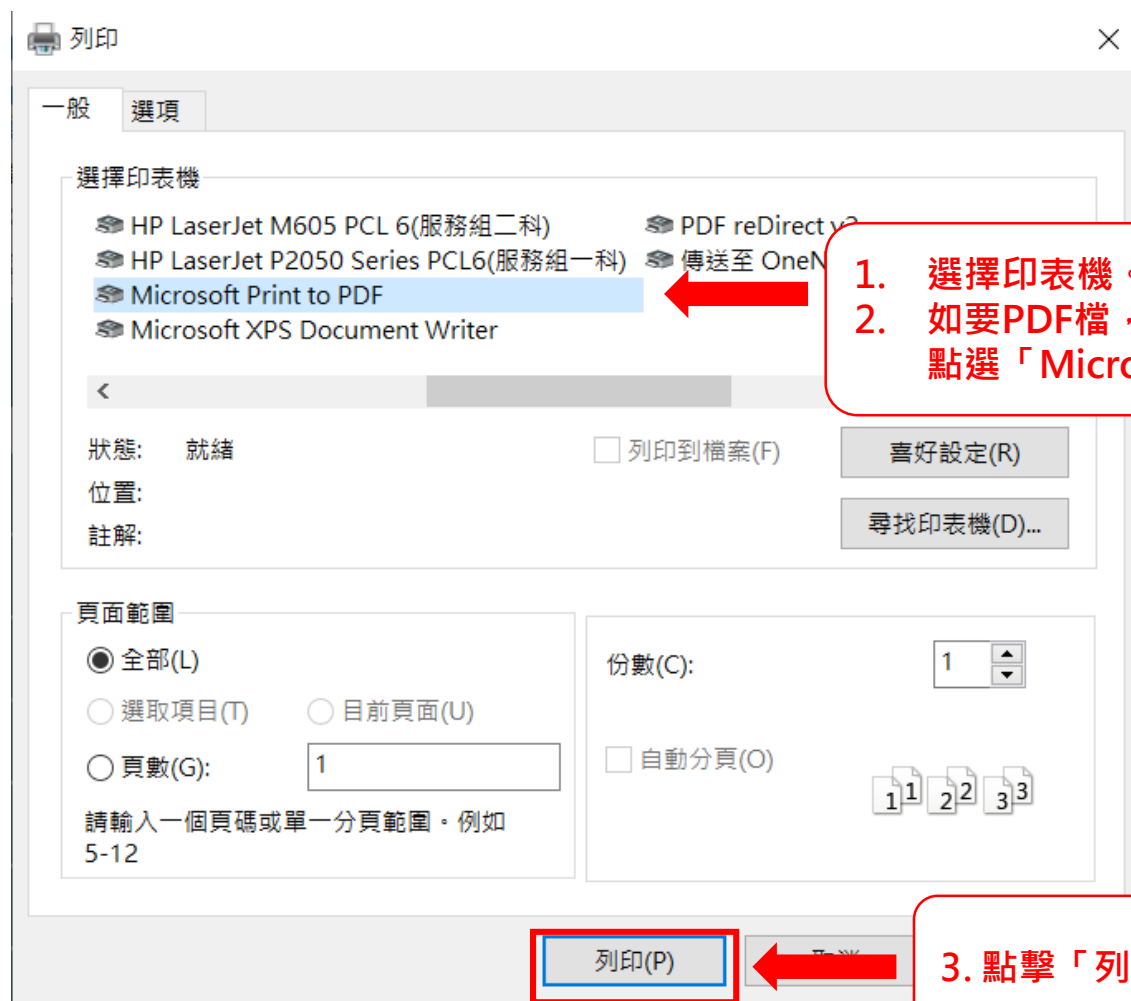 列印
一般 選項
選擇印表機
HP LaserJet M605 PCL 6(服務組二科) PDF reDirect
HP LaserJet P2050 Series PCL6(服務組一科) 傳送至 OneN
Microsoft Print to PDF
Microsoft XPS Document Writer
1. 選擇印表機。
2. 如要PDF檔，
點選「Micro
狀態: 就緒
列印到檔案(F)
喜好設定(R)
位置:
註解:
尋找印表機(D)...
頁面範圍
全部(L)
選取項目(T) 目前頁面(U)
頁數(G): 1
請輸入一個頁碼或單一分頁範圍。例如
5-12
份數(C): 1
自動分頁(O)
1 1 2 2 3 3
列印(P)
3. 點擊「列